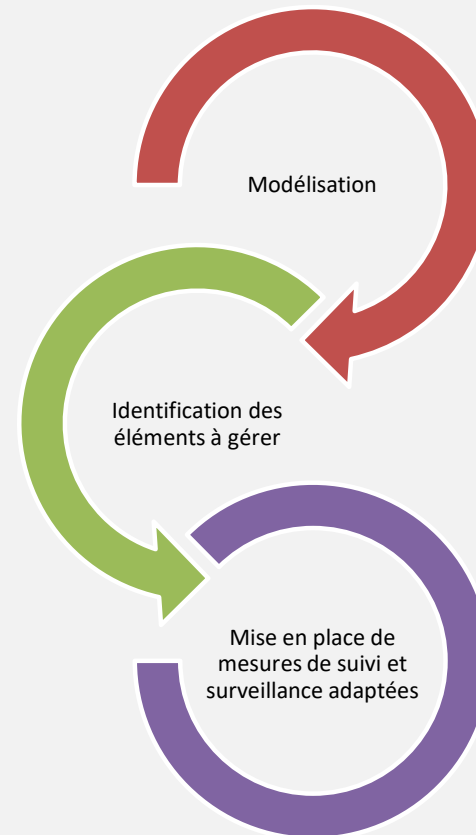 Modélisation
Identification des
éléments à gérer
Mise en place de
mesures de suivi et
surveillance adaptées